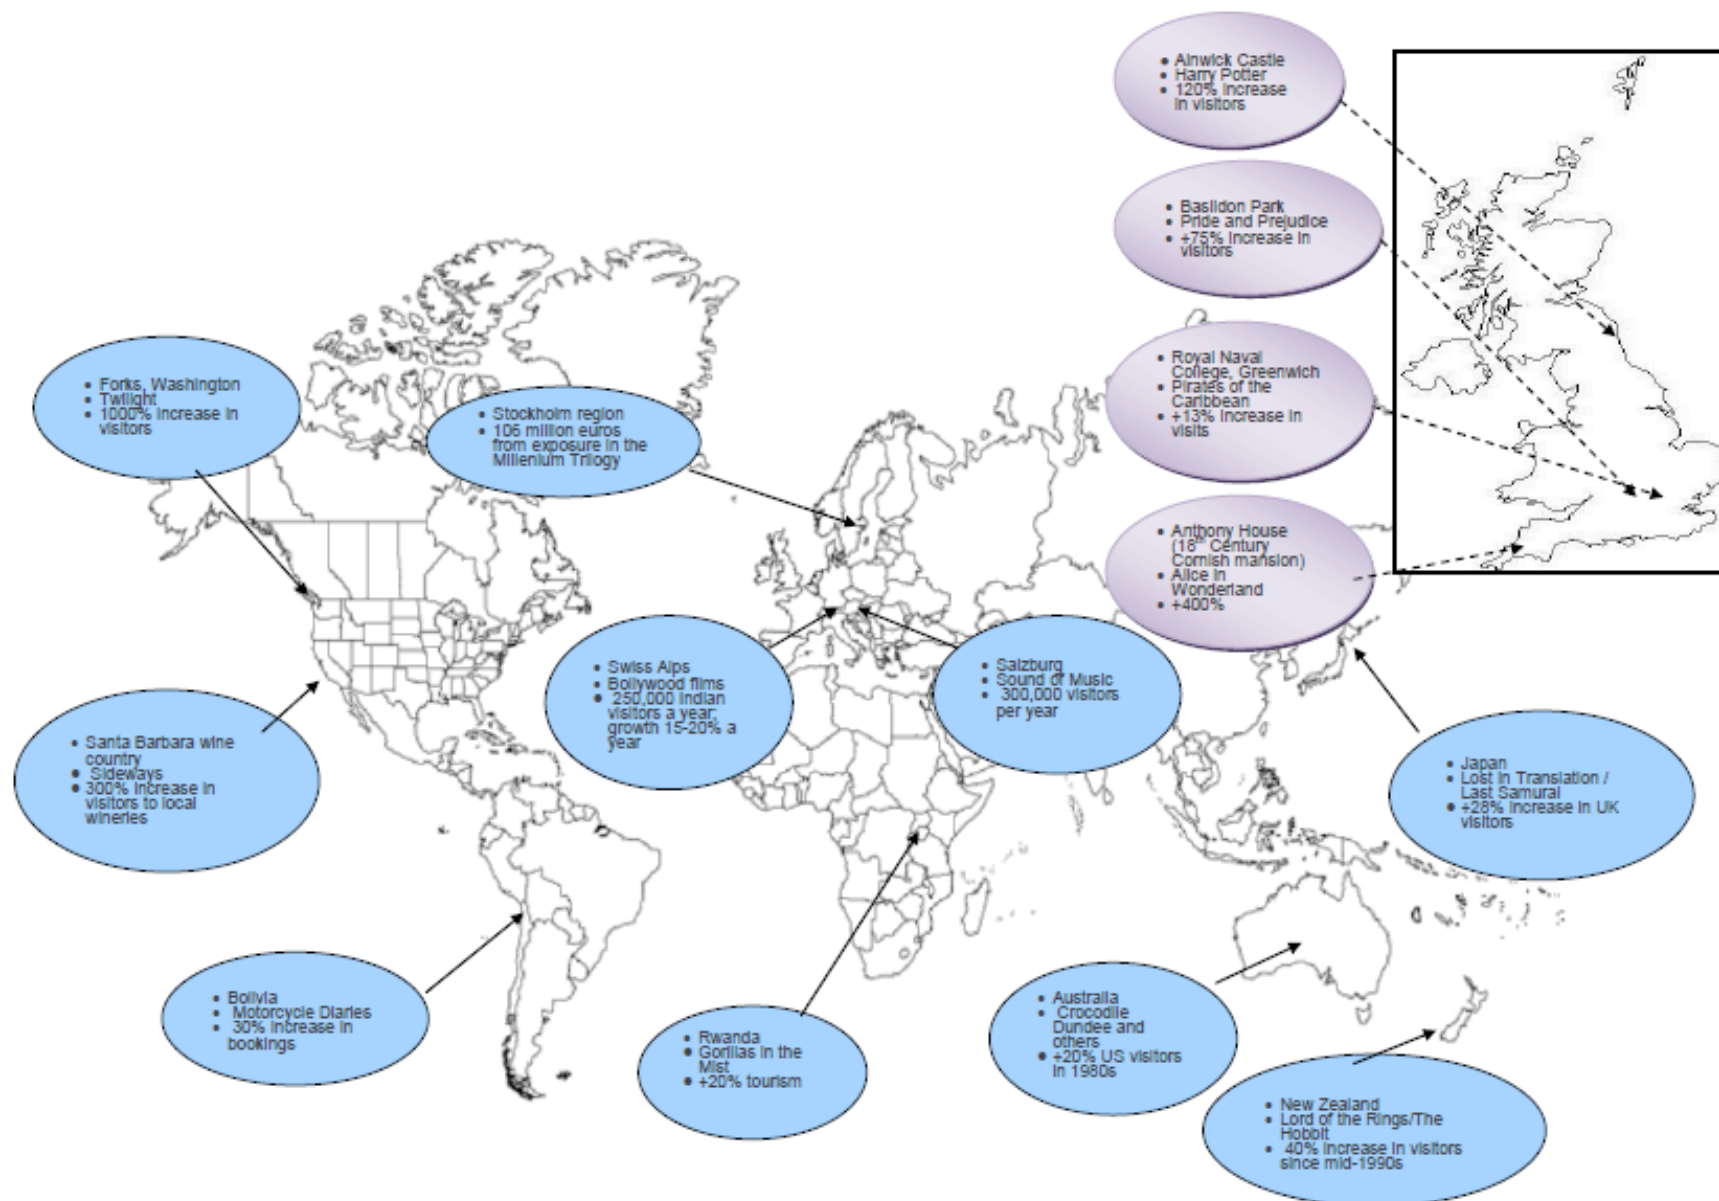 • Alnwick Castle
• Harry Potter
• 120% increase
in visitors
• Basildon Park
• Pride and Prejudice
• +75% increase in
visitors
• Royal Naval
College, Greenwich
• Pirates of the
Caribbean
• +13% increase in
visits
• Anthony House
(18th Century
Cornish mansion)
• Alice in
Wonderland
• +400%
• Forks, Washington
• Twilight
• 1000% increase in
visitors
• Stockholm region
• 106 million euros
from exposure in the
Millenium Trilogy
• Swiss Alps
• Bollywood films
• 250,000 Indian
visitors a year;
growth 15-20% a
year
• Salzburg
• Sound of Music
• 300,000 visitors
per year
• Santa Barbara wine
country
• Sideways
• 300% increase in
visitors to local
wineries
• Japan
• Lost in Translation /
Last Samurai
• +28% increase in UK
visitors
• Bolivia
• Motorcycle Diaries
• 30% increase in
bookings
• Rwanda
• Gorillas in the
Mist
• +20% tourism
• Australia
• Crocodile
Dundee and
others
• +20% US visitors
in 1980s
• New Zealand
• Lord of the Rings/The
Hobbit
• 40% increase in visitors
since mid-1990s